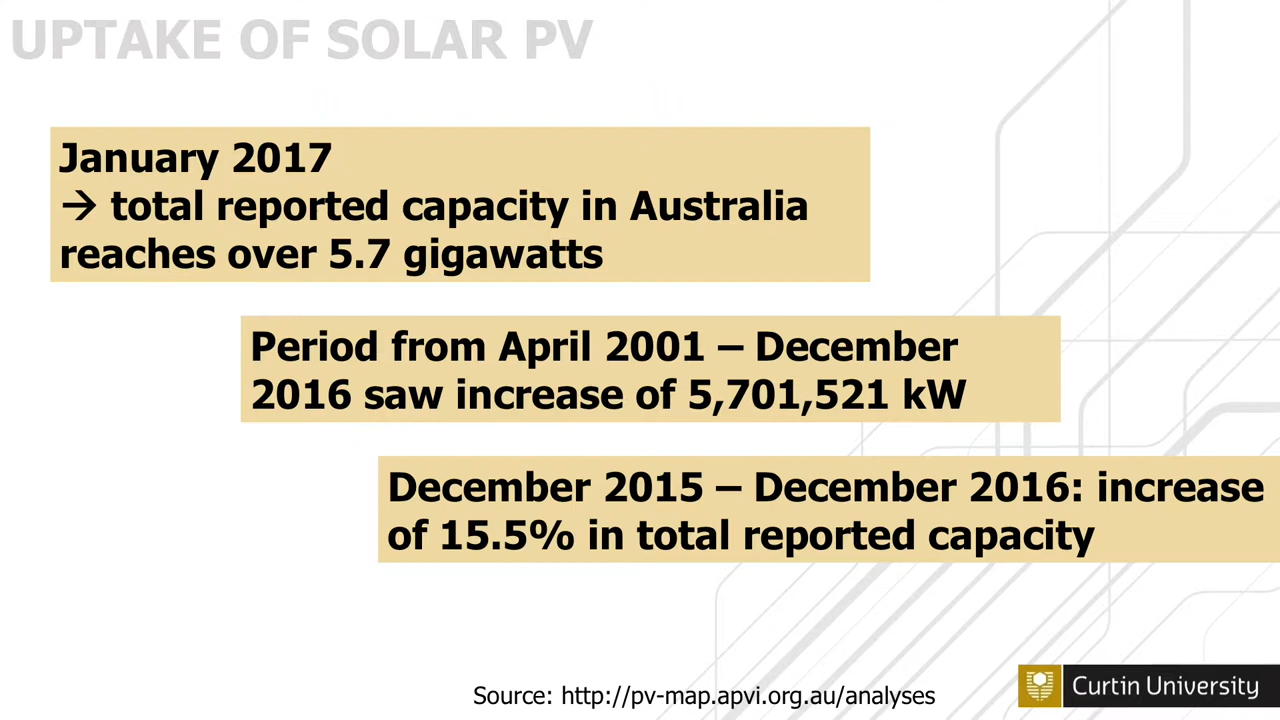 UPTAKE OF SOLAR PV
January 2017
→ total reported capacity in Australia
reaches over 5.7 gigawatts
Period from April 2001 – December
2016 saw increase of 5,701,521 kW
December 2015 – December 2016: increase
of 15.5% in total reported capacity
Source: http://pv-map.apvi.org.au/analyses
Curtin University